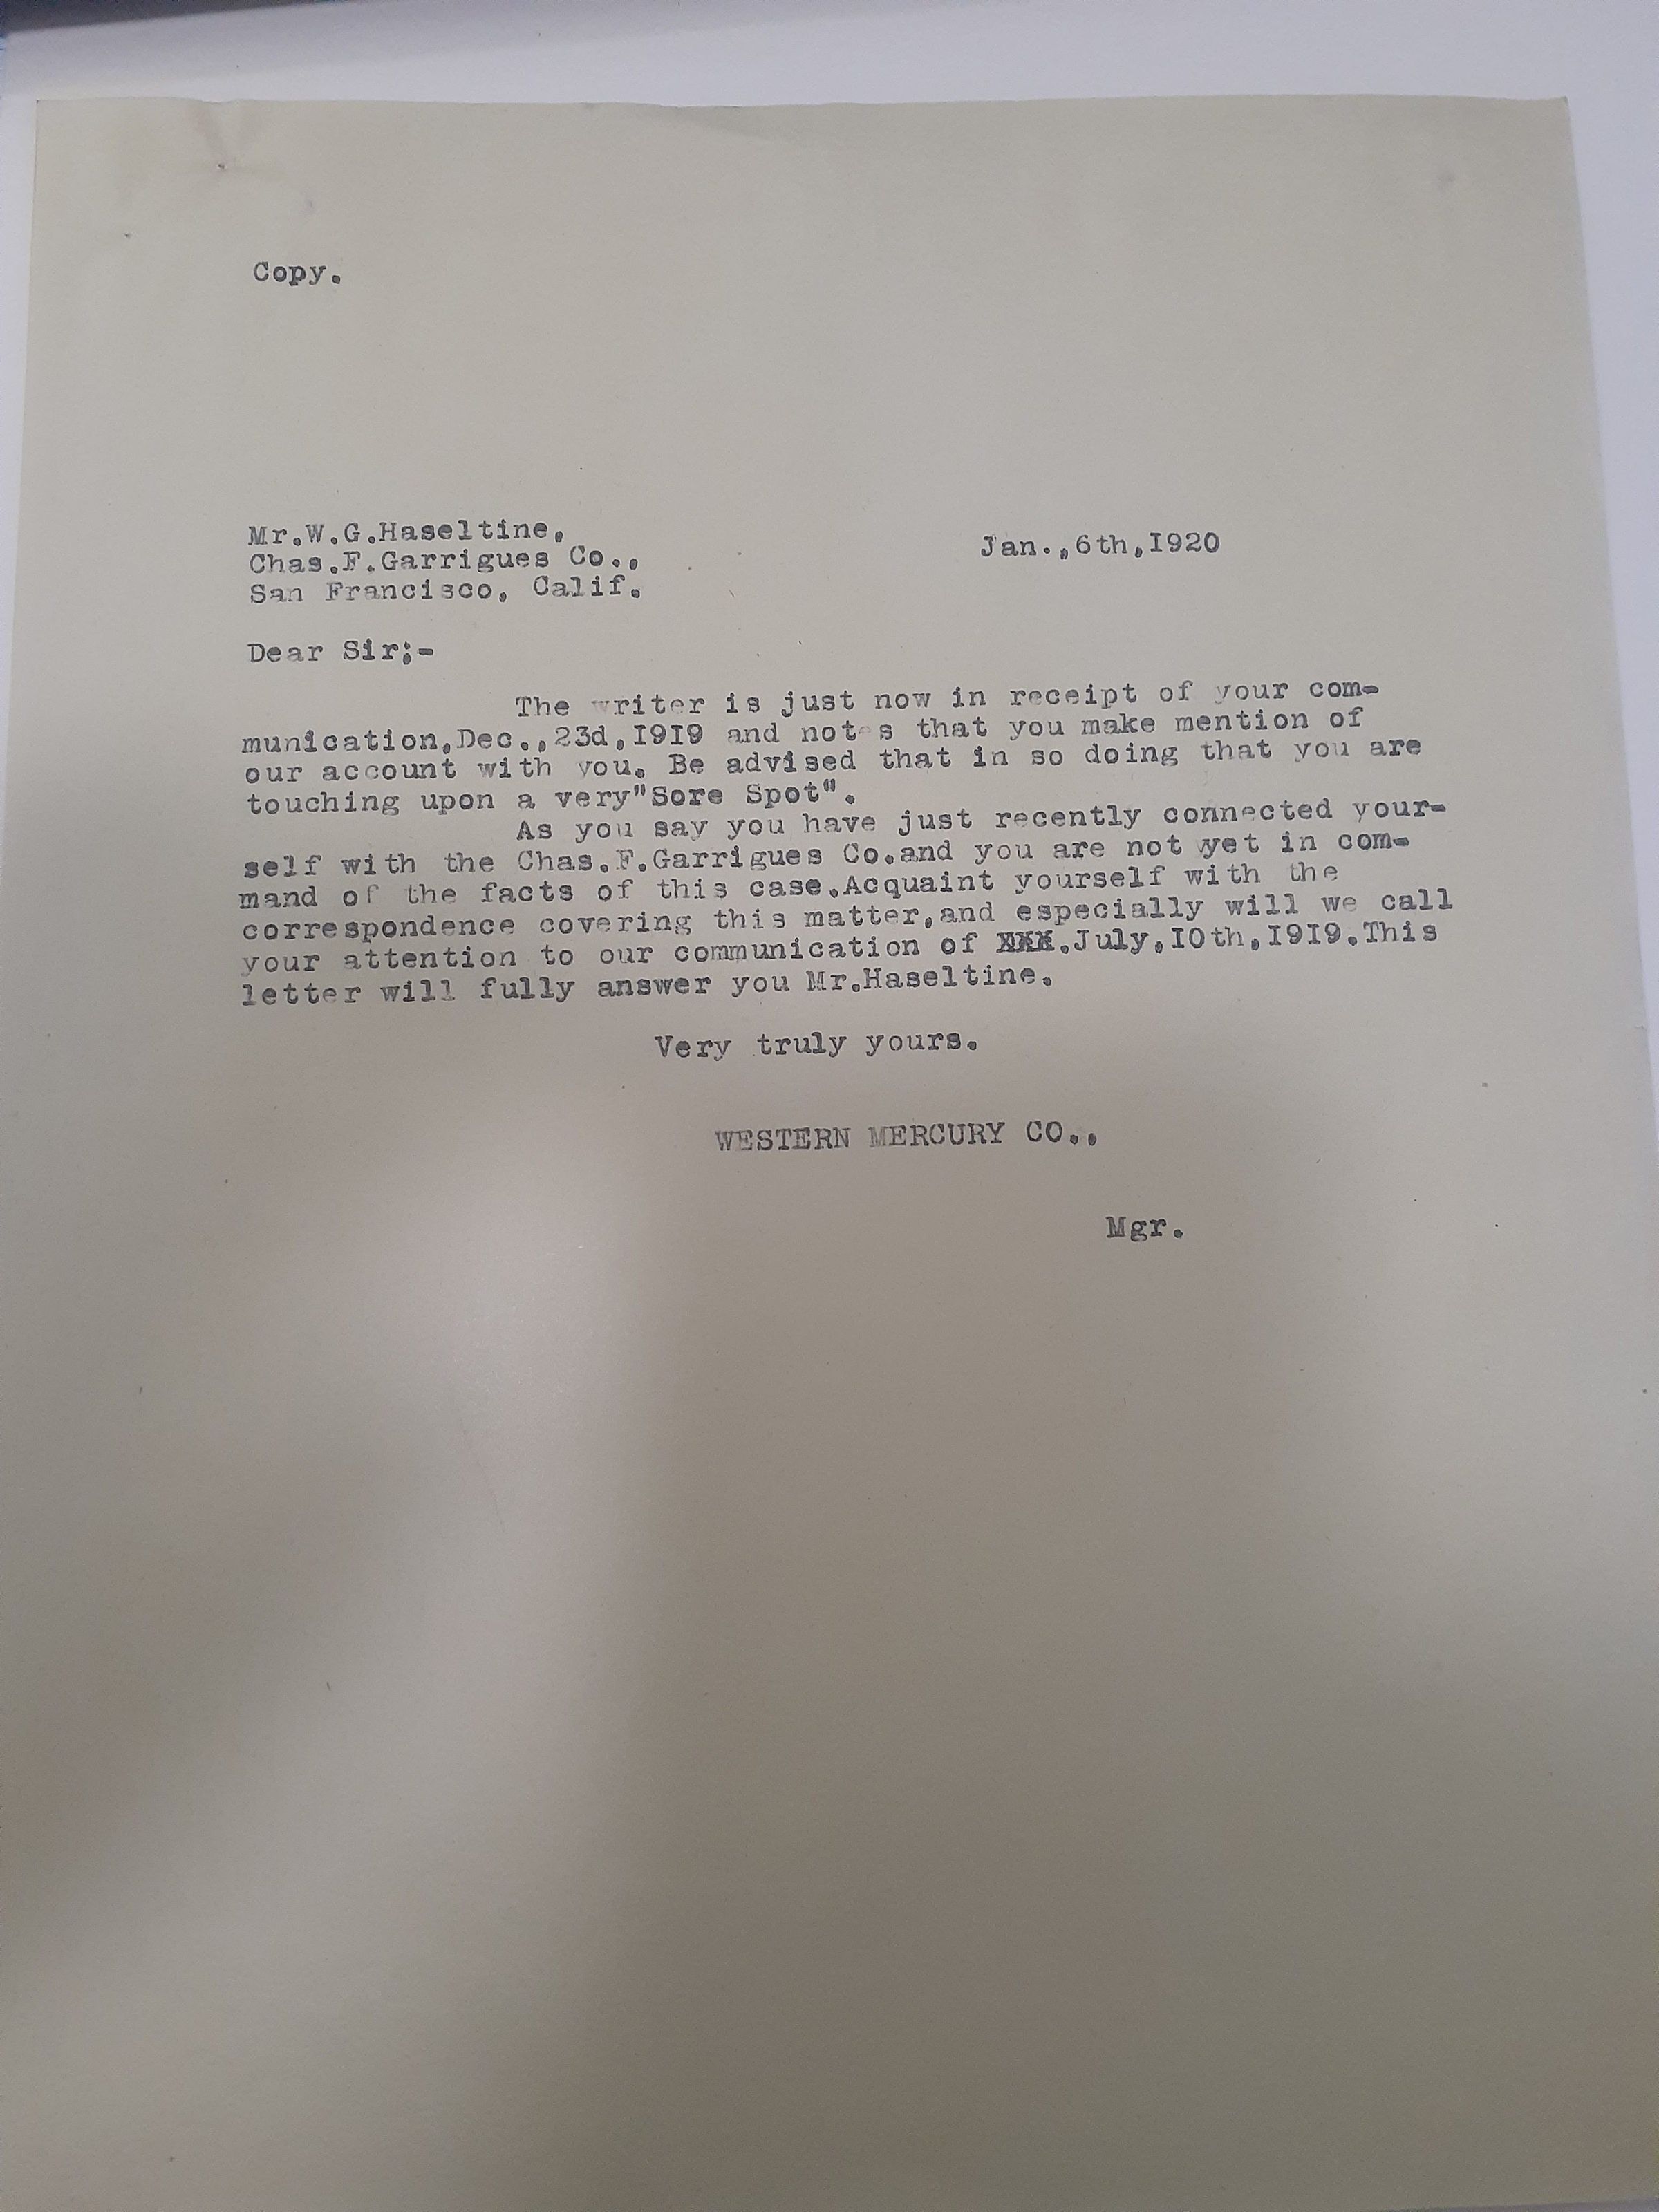 Copy.
Mr.W.G.Haseltine,
Jan.,6th,I920
Chas.F.Garrigues Co.,
San Francisco, Calif.
Dear Sir;-
The writer is just now in receipt of your com-
munication,Dec.,23d,I9I9 and notes that you make mention of
our account with you. Be advised that in so doing that you are
touching upon a very"Sore Spot".
As you say you have just recently connected your-
self with the Chas.F.Garrigues Co.and you are not yet in com-
mand of the facts of this case.Acquaint yourself with the
correspondence covering this matter,and especially will we call
your attention to our communication of XXX.July,I0th,I9I9.This
letter will fully answer you Mr.Haseltine.
Very truly yours.
WESTERN MERCURY CO.,
Mgr.